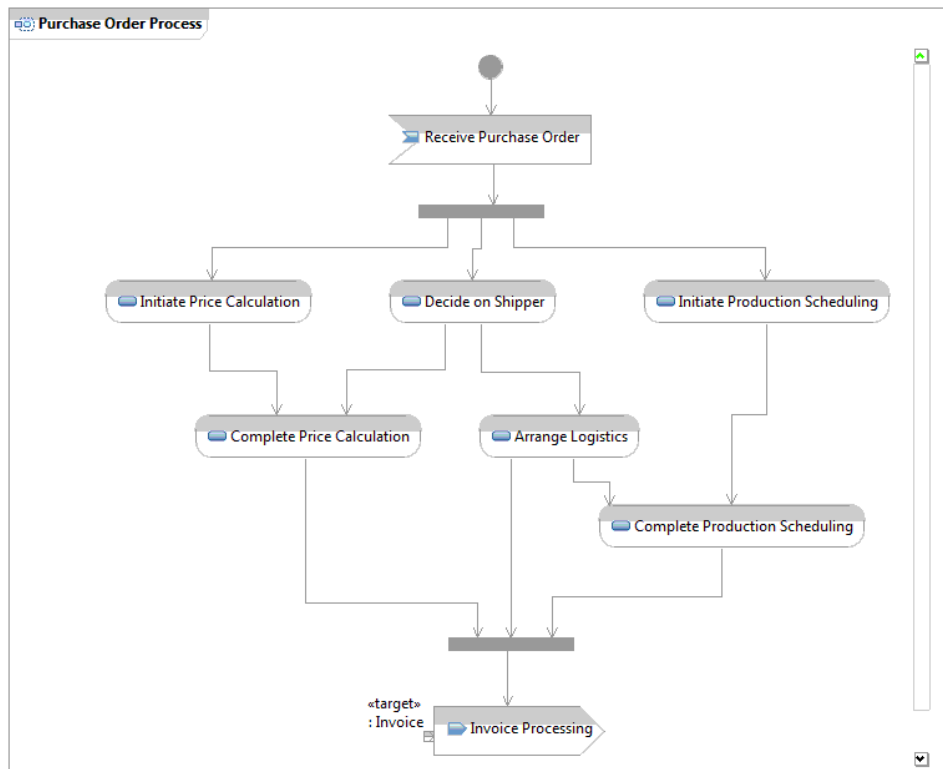 Purchase Order Process
Receive Purchase Order
Initiate Price Calculation
Decide on Shipper
Initiate Production Scheduling
Complete Price Calculation
Arrange Logistics
Complete Production Scheduling
«target»
: Invoice
Invoice Processing